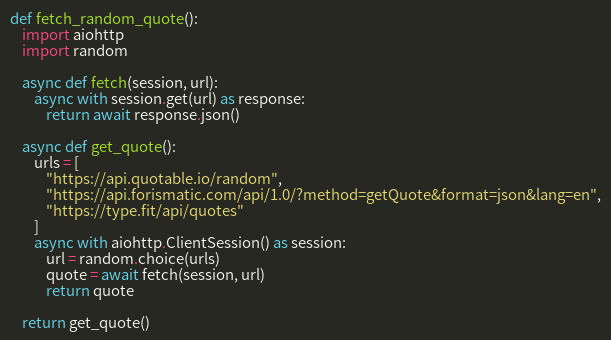 def fetch_random_quote():
    import aiohttp
    import random

    async def fetch(session, url):
        async with session.get(url) as response:
            return await response.json()

    async def get_quote():
        urls = [
            "https://api.quotable.io/random",
            "https://api.forismatic.com/api/1.0/?method=getQuote&format=json&lang=en",
            "https://type.fit/api/quotes"
        ]
        async with aiohttp.ClientSession() as session:
            url = random.choice(urls)
            quote = await fetch(session, url)
            return quote

    return get_quote()